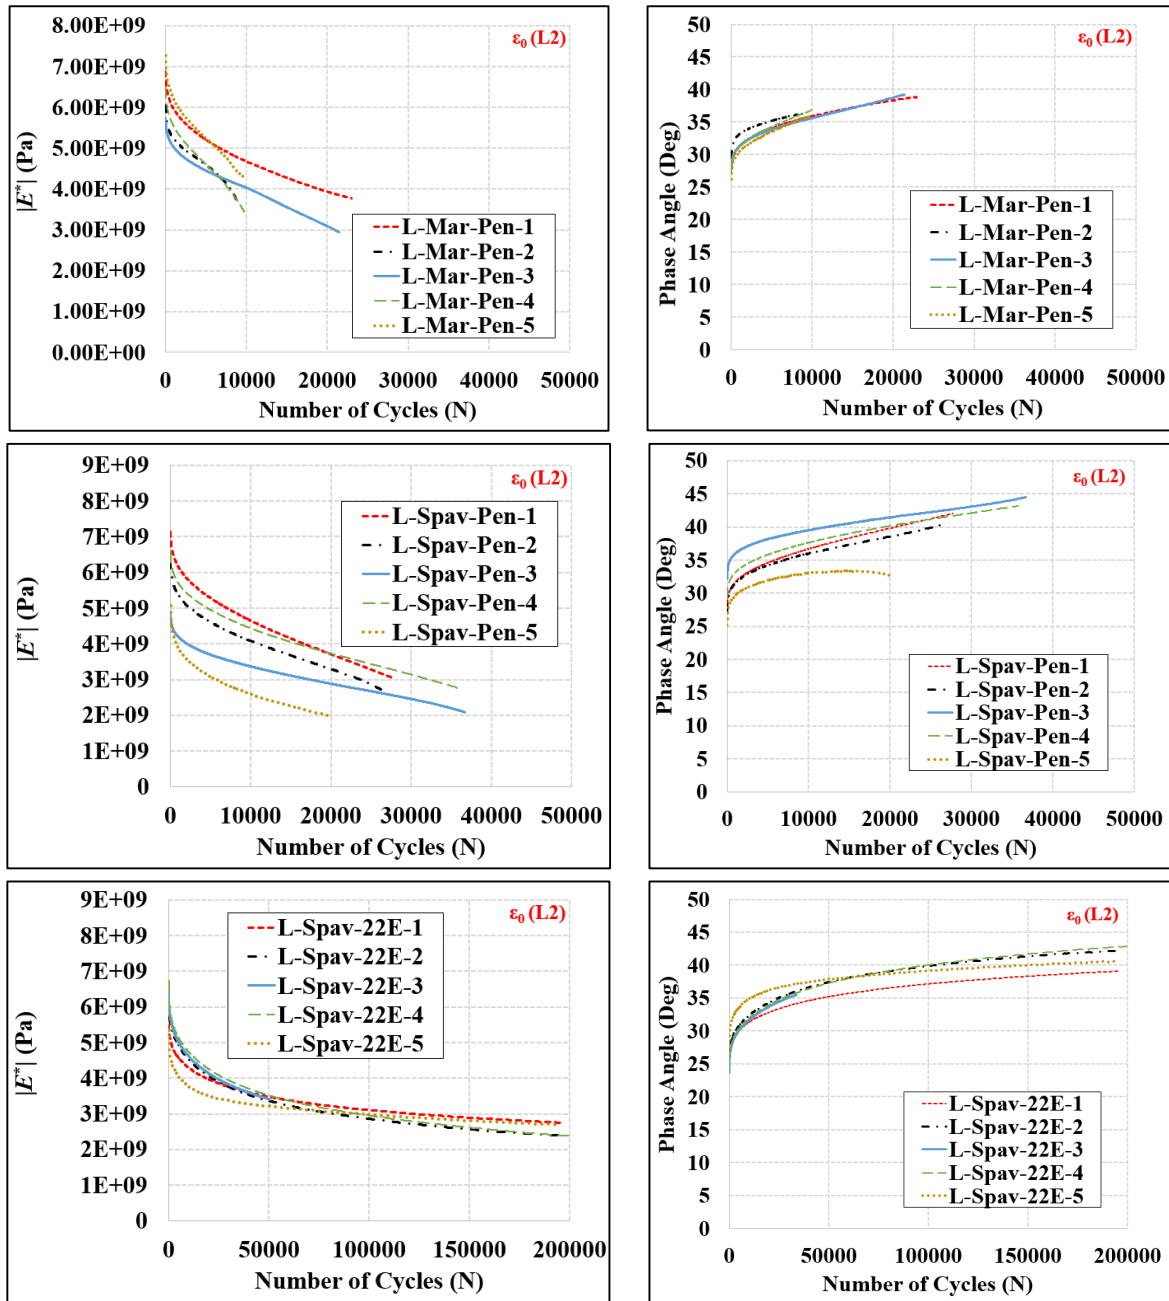 ε0 (L2)
8.00E+09
7.00E+09
6.00E+09
5.00E+09
4.00E+09
3.00E+09
2.00E+09
1.00E+09
0.00E+00
|E*| (Pa)
L-Mar-Pen-1
L-Mar-Pen-2
L-Mar-Pen-3
L-Mar-Pen-4
L-Mar-Pen-5
0 10000 20000 30000 40000 50000
Number of Cycles (N)
ε0 (L2)
50
45
40
35
30
25
20
15
10
5
0
Phase Angle (Deg)
L-Mar-Pen-1
L-Mar-Pen-2
L-Mar-Pen-3
L-Mar-Pen-4
L-Mar-Pen-5
0 10000 20000 30000 40000 50000
Number of Cycles (N)
ε0 (L2)
9E+09
8E+09
7E+09
6E+09
5E+09
4E+09
3E+09
2E+09
1E+09
0
|E*| (Pa)
L-Spav-Pen-1
L-Spav-Pen-2
L-Spav-Pen-3
L-Spav-Pen-4
L-Spav-Pen-5
0 10000 20000 30000 40000 50000
Number of Cycles (N)
ε0 (L2)
50
45
40
35
30
25
20
15
10
5
0
Phase Angle (Deg)
L-Spav-Pen-1
L-Spav-Pen-2
L-Spav-Pen-3
L-Spav-Pen-4
L-Spav-Pen-5
0 10000 20000 30000 40000 50000
Number of Cycles (N)
ε0 (L2)
9E+09
8E+09
7E+09
6E+09
5E+09
4E+09
3E+09
2E+09
1E+09
0
|E*| (Pa)
L-Spav-22E-1
L-Spav-22E-2
L-Spav-22E-3
L-Spav-22E-4
L-Spav-22E-5
0 50000 100000 150000 200000
Number of Cycles (N)
ε0 (L2)
50
45
40
35
30
25
20
15
10
5
0
Phase Angle (Deg)
L-Spav-22E-1
L-Spav-22E-2
L-Spav-22E-3
L-Spav-22E-4
L-Spav-22E-5
0 50000 100000 150000 200000
Number of Cycles (N)